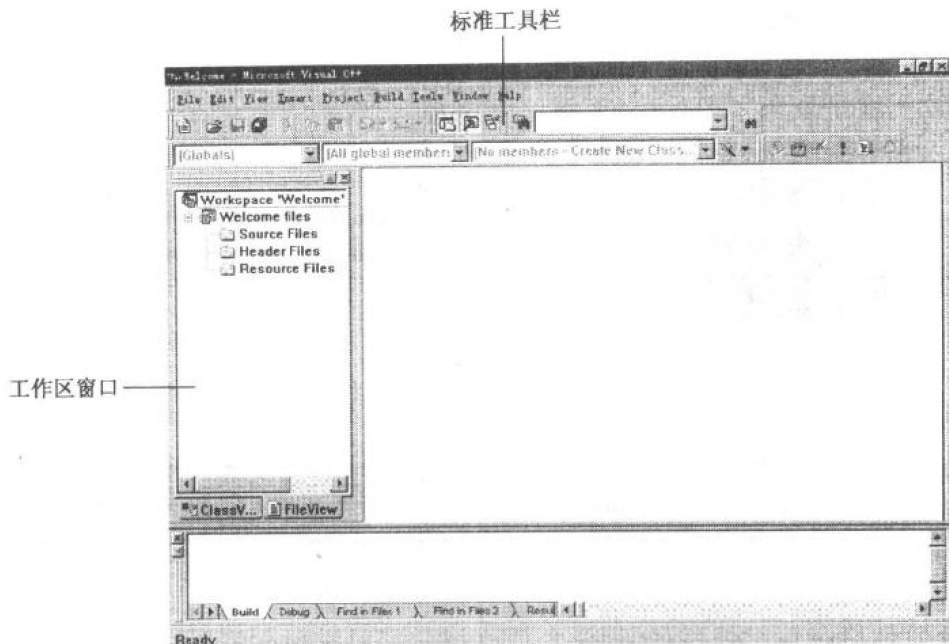 标准工具栏
Welcome - Microsoft Visual C++
File Edit View Insert Project Build Tools Window Help
[Globals] [All global member: [No members - Create New Class...
Workspace 'Welcome'
Welcome files
Source Files
Header Files
Resource Files
工作区窗口
ClassV... FileView
Build Debug Find in Files 1 Find in Files 2 Resul
Ready